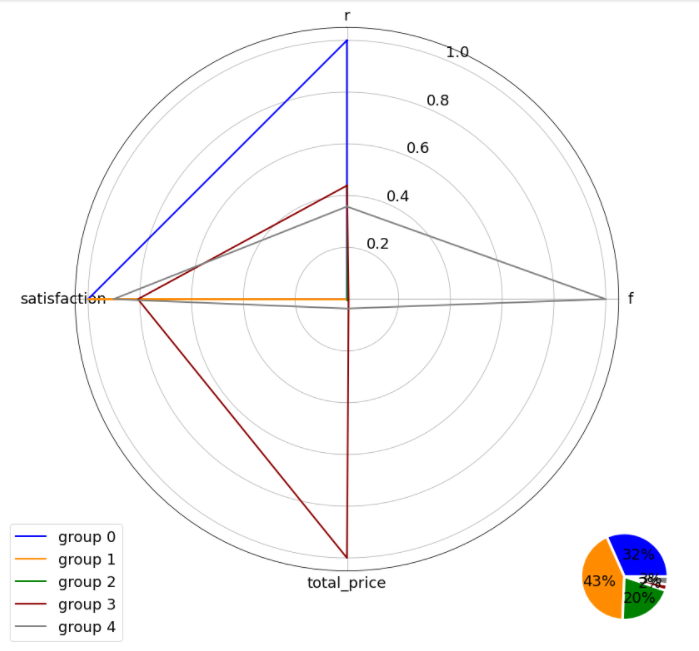 r
1.0
0.8
0.6
0.4
0.2
satisfaction
f
total_price
group 0
group 1
group 2
group 3
group 4
32%
43%
20%